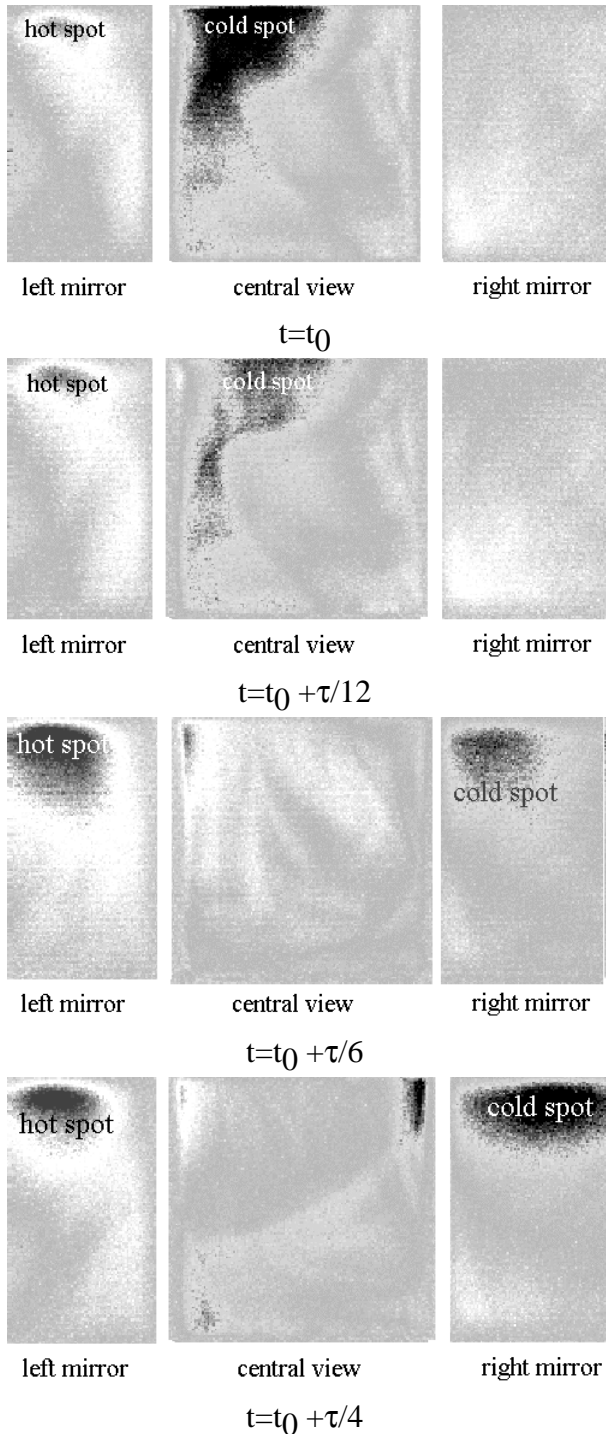 hot spot cold spot
left mirror central view right mirror
t=t0
hot spot cold spot
left mirror central view right mirror
t=t0 +τ/12
hot spot
cold spot
left mirror central view right mirror
t=t0 +τ/6
cold spot
hot spot
left mirror central view right mirror
t=t0 +τ/4